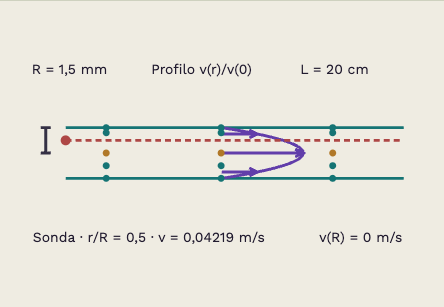 R = 1,5 mm
Profilo v(r)/v(0)
L = 20 cm
Sonda · r/R = 0,5 · v = 0,04219 m/s
v(R) = 0 m/s